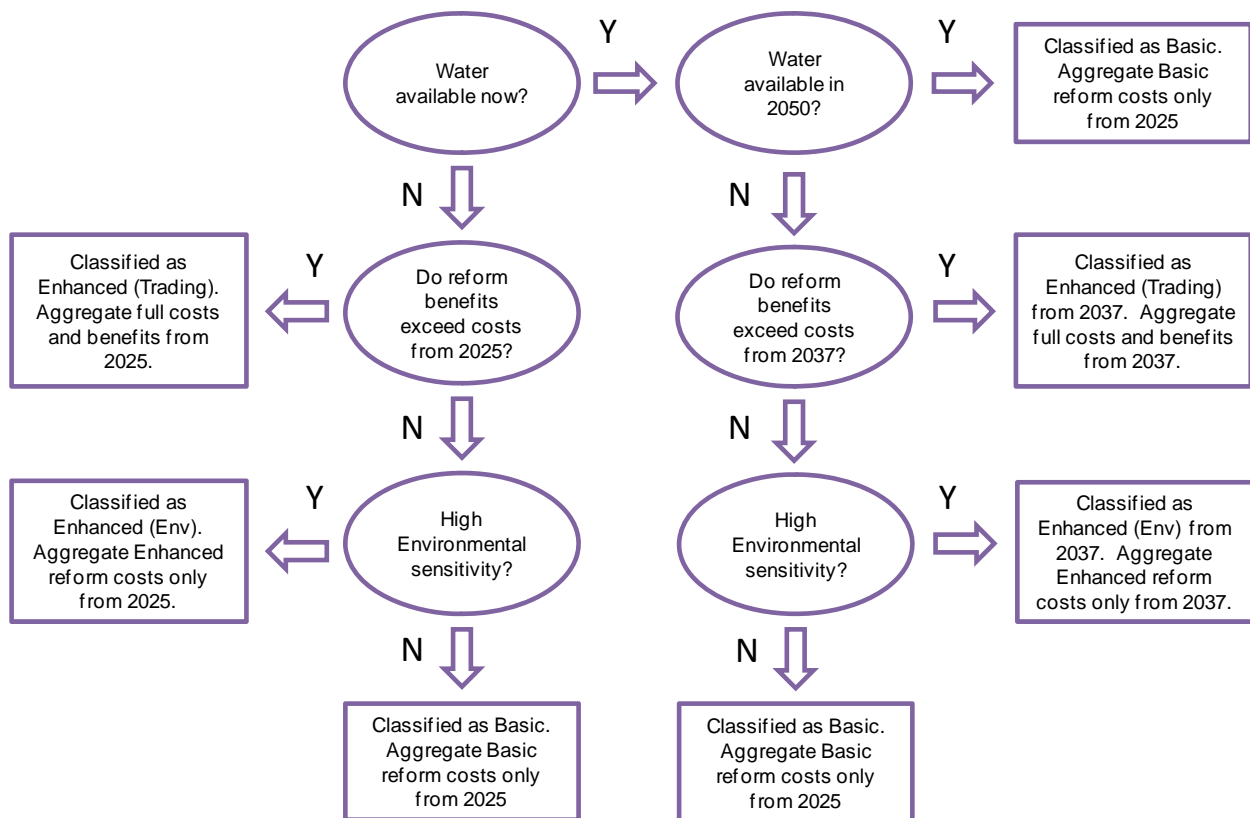 Water
available now?
Y
Water
available in
2050?
Y
Classified as Basic.
Aggregate Basic
reform costs only
from 2025
N
N
Classified as
Enhanced (Trading).
Aggregate full costs
and benefits from
2025.
Y
Do reform
benefits
exceed costs
from 2025?
Do reform
benefits
exceed costs
from 2037?
Y
Classified as
Enhanced (Trading)
from 2037. Aggregate
full costs and benefits
from 2037.
N
N
Classified as
Enhanced (Env).
Aggregate Enhanced
reform costs only
from 2025.
Y
High
Environmental
sensitivity?
High
Environmental
sensitivity?
Y
Classified as
Enhanced (Env) from
2037. Aggregate
Enhanced reform
costs only from 2037.
N
N
Classified as Basic.
Aggregate Basic
reform costs only
from 2025
Classified as Basic.
Aggregate Basic
reform costs only
from 2025